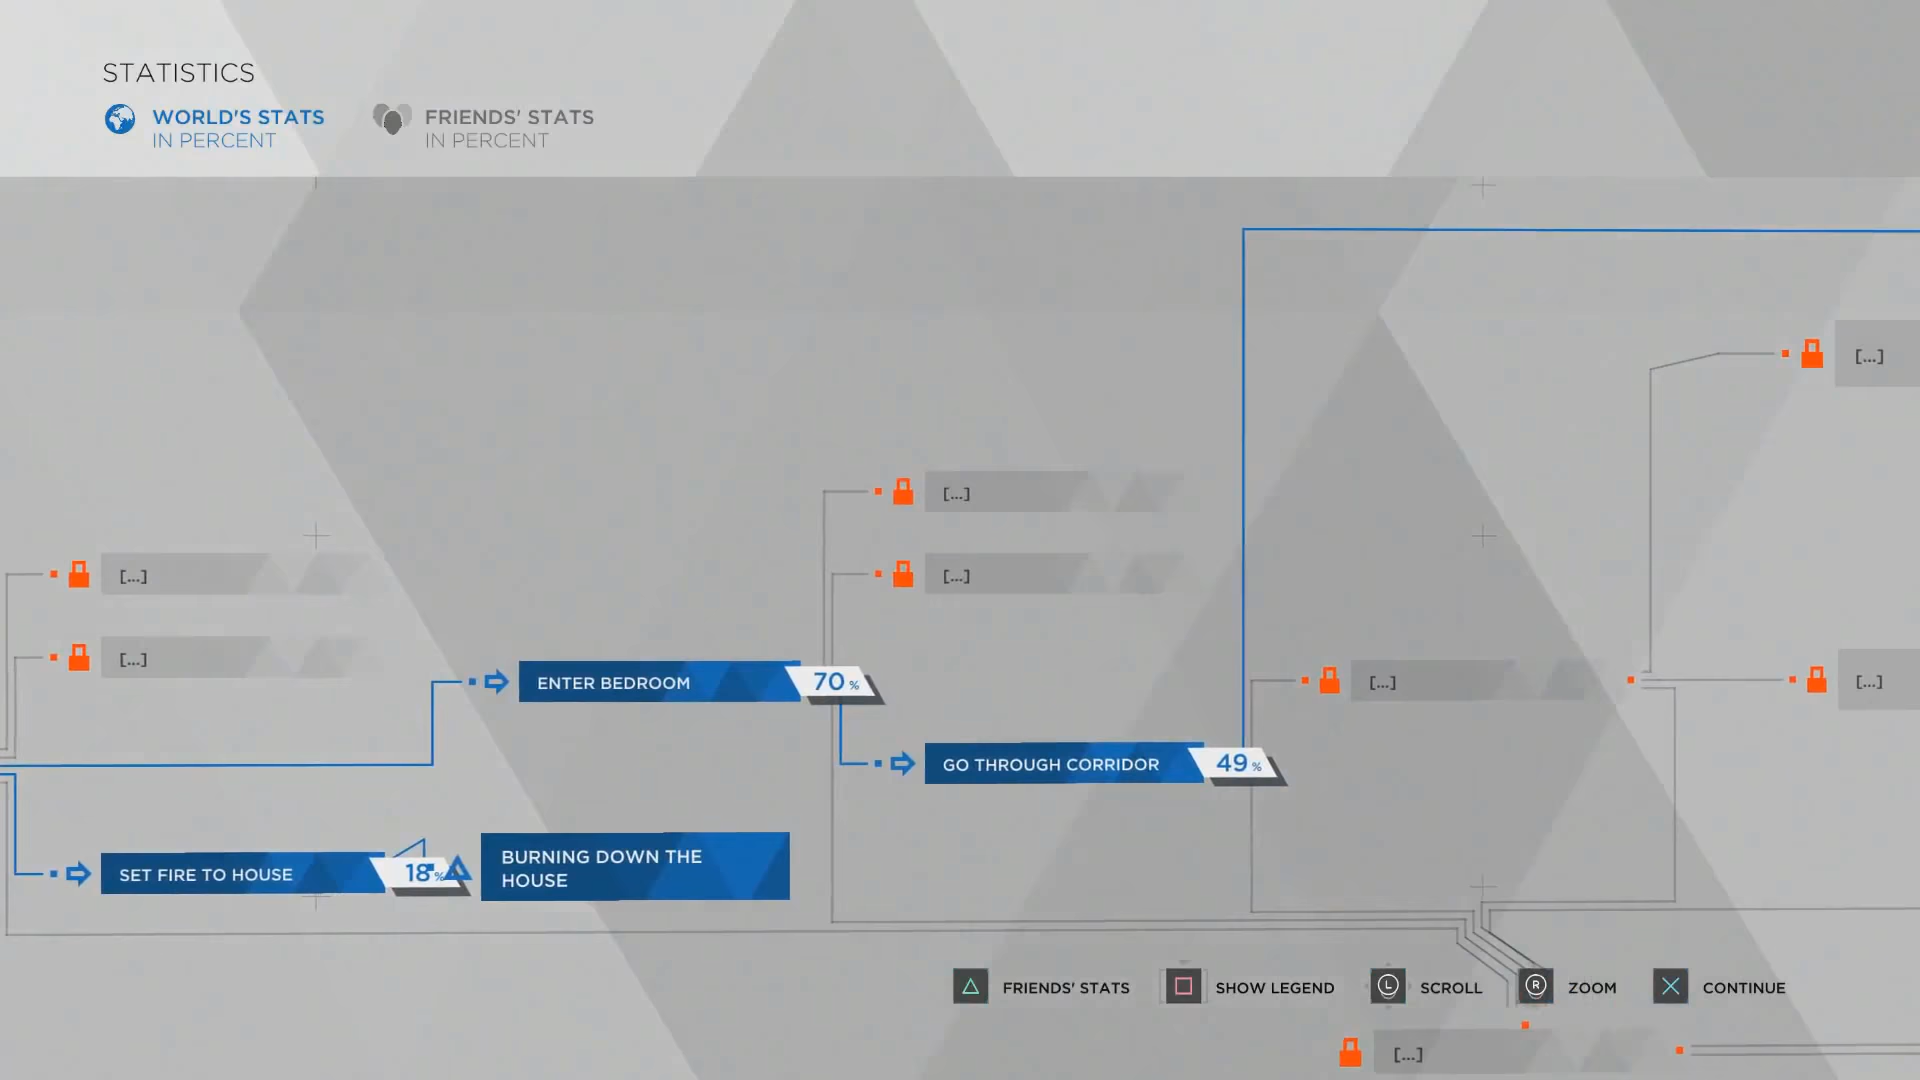 STATISTICS
WORLD'S STATS
IN PERCENT
FRIENDS' STATS
IN PERCENT
[...]
[...]
[...]
[...]
[...]
[...]
ENTER BEDROOM
70 %
[...]
[...]
GO THROUGH CORRIDOR
49 %
SET FIRE TO HOUSE
18 %
BURNING DOWN THE
HOUSE
FRIENDS' STATS
SHOW LEGEND
L
SCROLL
R
ZOOM
CONTINUE
[...]